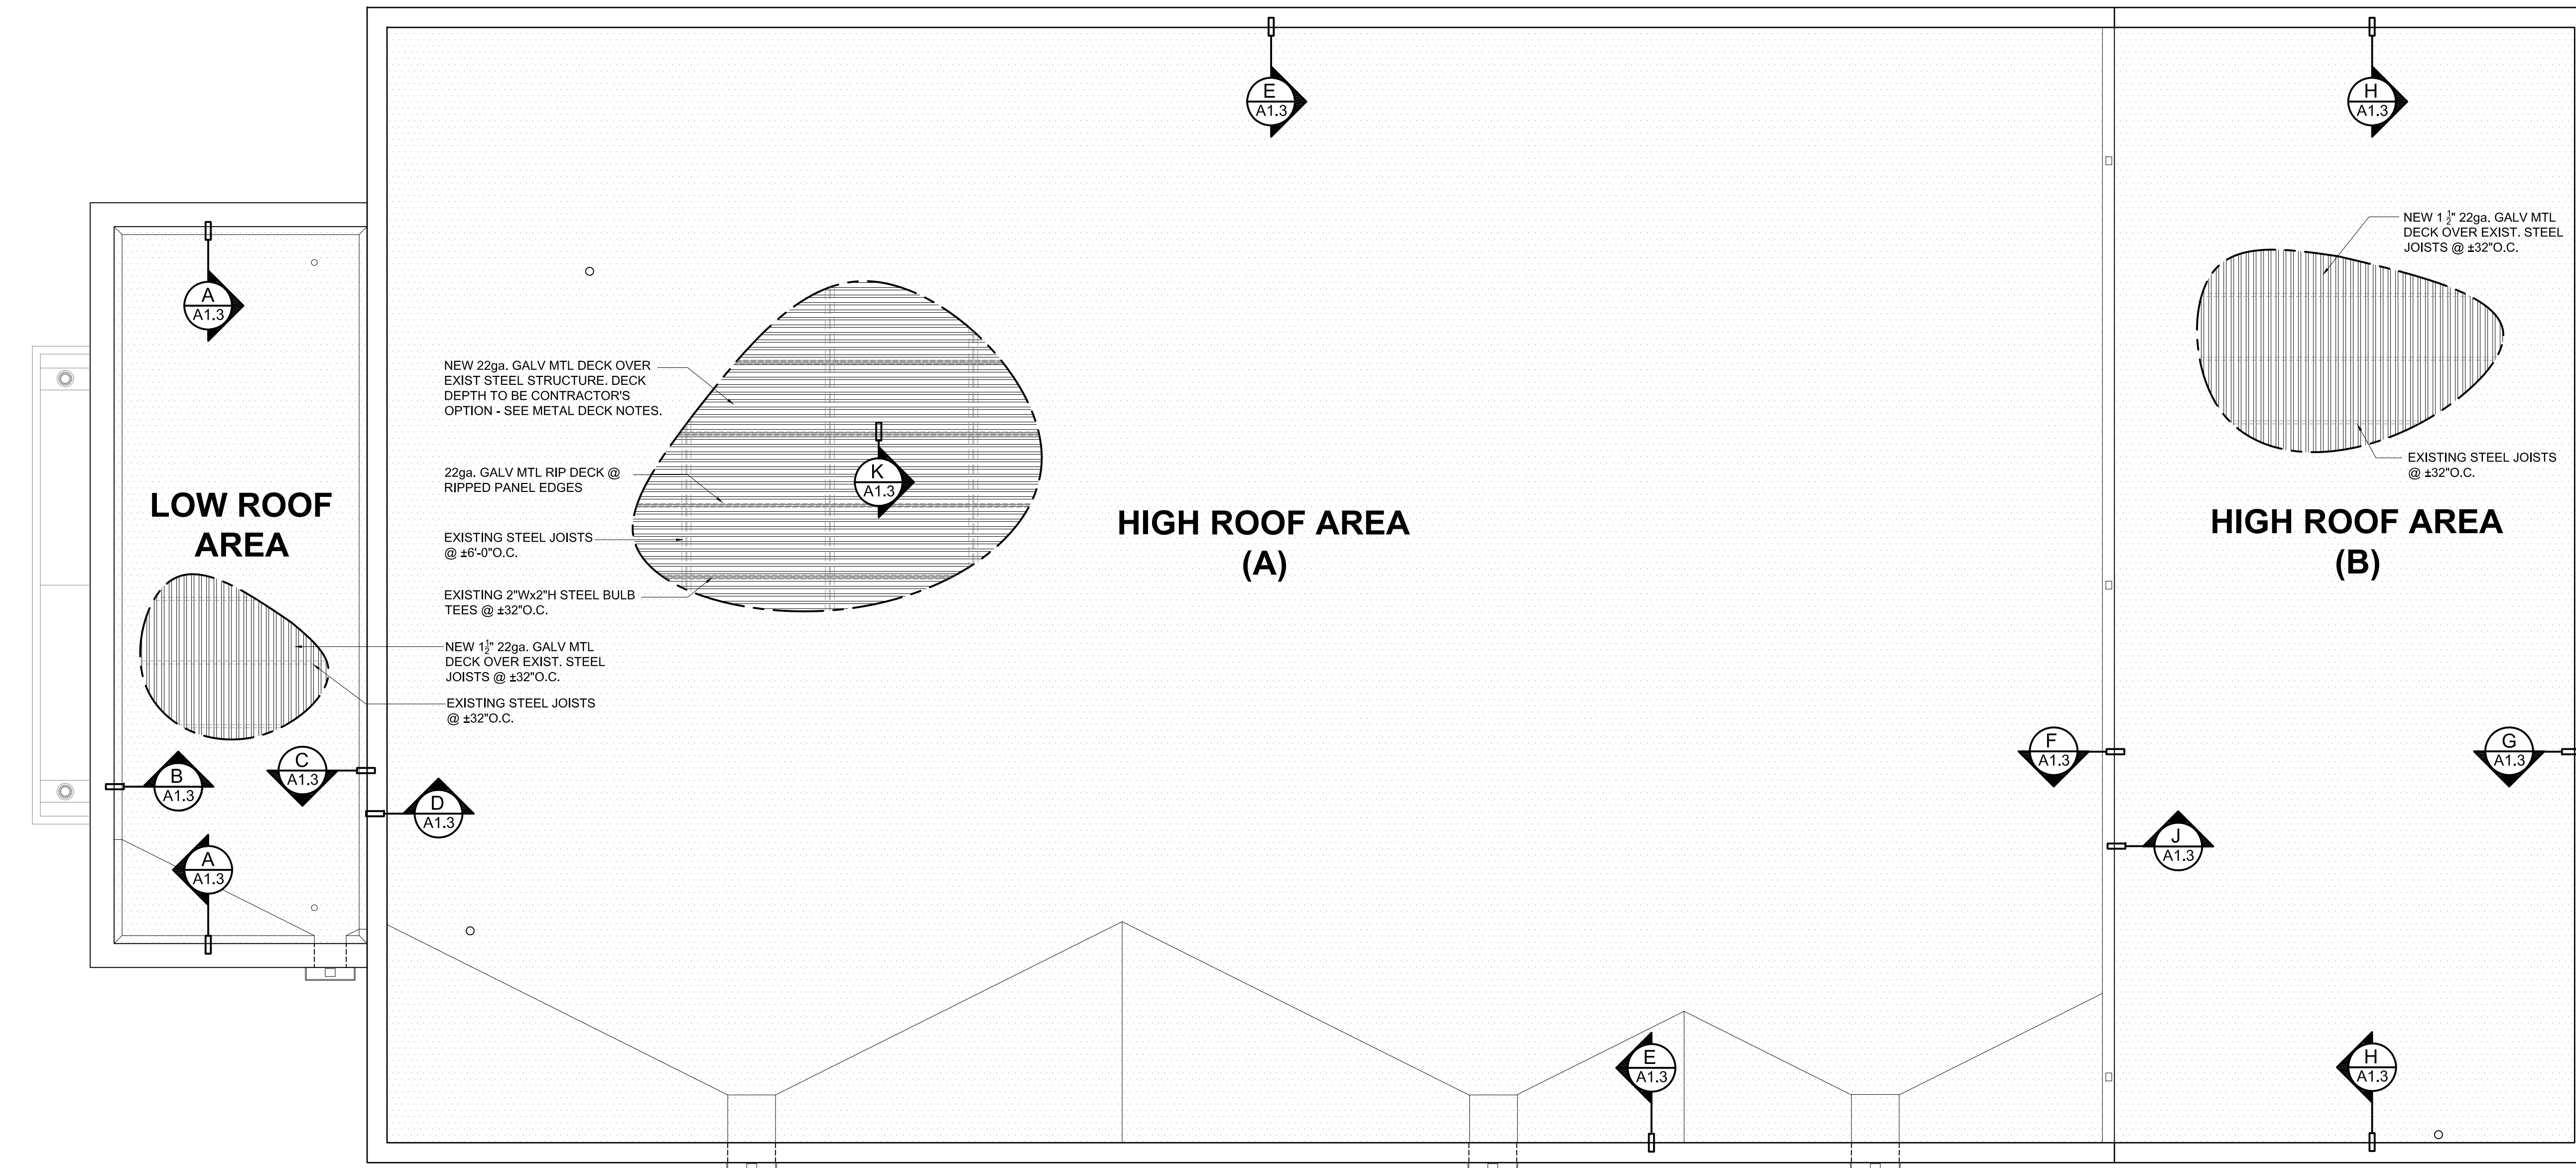 E
A1.3
H
A1.3
A
A1.3
NEW 1 1/2" 22ga. GALV MTL
DECK OVER EXIST. STEEL
JOISTS @ ±32"O.C.
NEW 22ga. GALV MTL DECK OVER
EXIST STEEL STRUCTURE. DECK
DEPTH TO BE CONTRACTOR'S
OPTION - SEE METAL DECK NOTES.
22ga. GALV MTL RIP DECK @
RIPPED PANEL EDGES
K
A1.3
EXISTING STEEL JOISTS
@ ±32"O.C.
LOW ROOF
AREA
HIGH ROOF AREA
(A)
HIGH ROOF AREA
(B)
EXISTING STEEL JOISTS
@ ±6'-0"O.C.
EXISTING 2"Wx2"H STEEL BULB
TEES @ ±32"O.C.
NEW 1 1/2" 22ga. GALV MTL
DECK OVER EXIST. STEEL
JOISTS @ ±32"O.C.
EXISTING STEEL JOISTS
@ ±32"O.C.
B
A1.3
C
A1.3
D
A1.3
F
A1.3
G
A1.3
J
A1.3
A
A1.3
E
A1.3
H
A1.3